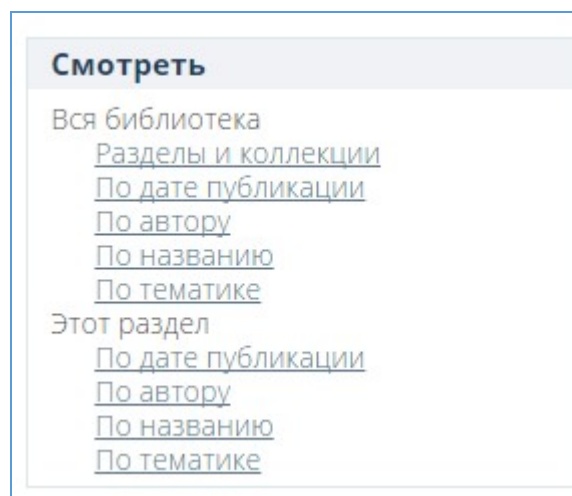 Смотреть
Вся библиотека
Разделы и коллекции
По дате публикации
По автору
По названию
По тематике
Этот раздел
По дате публикации
По автору
По названию
По тематике